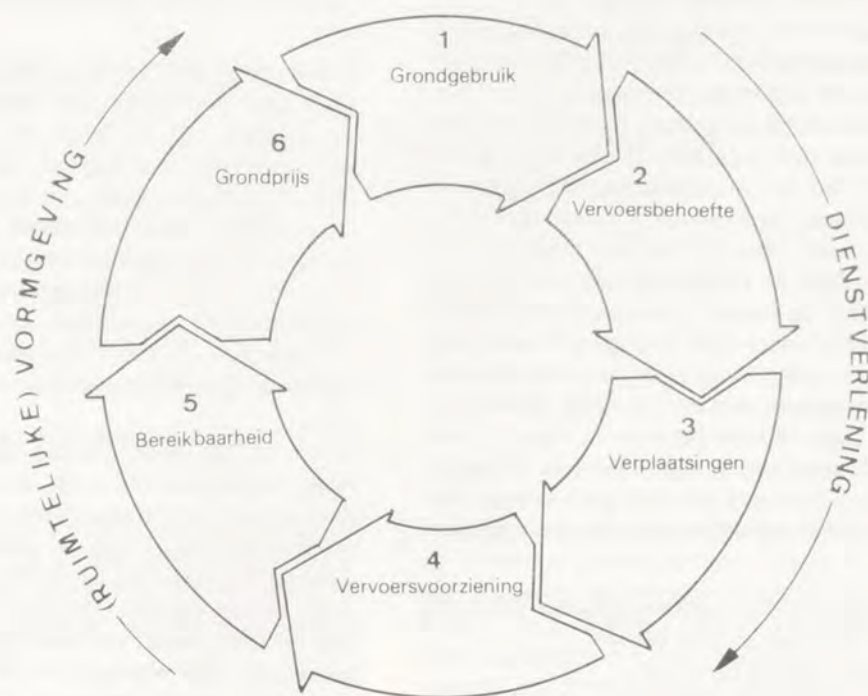 1
Grondgebruik
2
Vervoersbehoefte
3
Verplaatsingen
4
Vervoersvoorziening
5
Bereikbaarheid
6
Grondprijs
DIENSTVERLENING
(RUIMTELIJKE) VORMGEVING